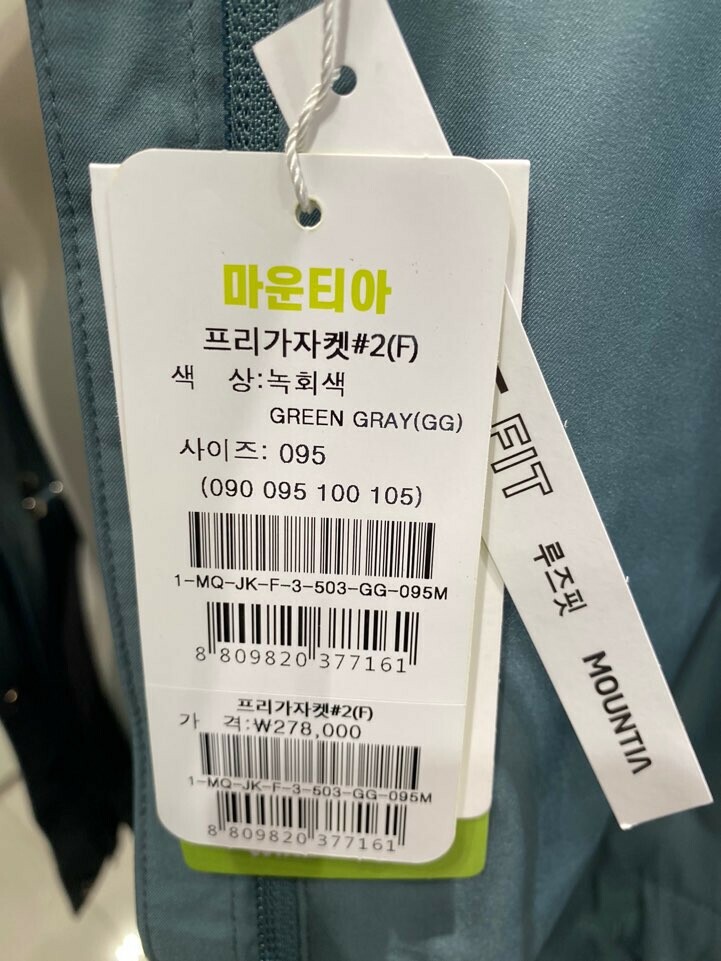 마운티아
프리가자켓#2(F)
색 상:녹회색
GREEN GRAY(GG)
사이즈: 095
(090 095 100 105)
1-MQ-JK-F-3-503-GG-095M
8 809820 377161
프리가자켓#2(F)
가 격:₩278,000
1-MQ-JK-F-3-503-GG-095M
8 809820 377161
FIT
루즈핏
MOUNTIA